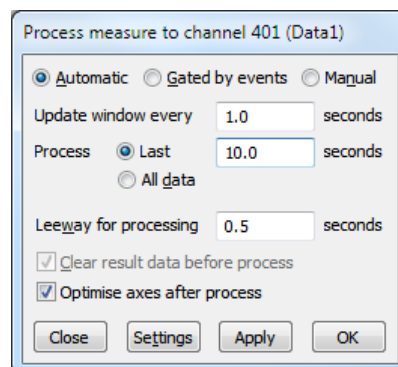 Process measure to channel 401 (Data1)
Automatic Gated by events Manual
Update window every 1.0 seconds
Process Last 10.0 seconds
All data
Leeway for processing 0.5 seconds
Clear result data before process
Optimise axes after process
Close Settings Apply OK